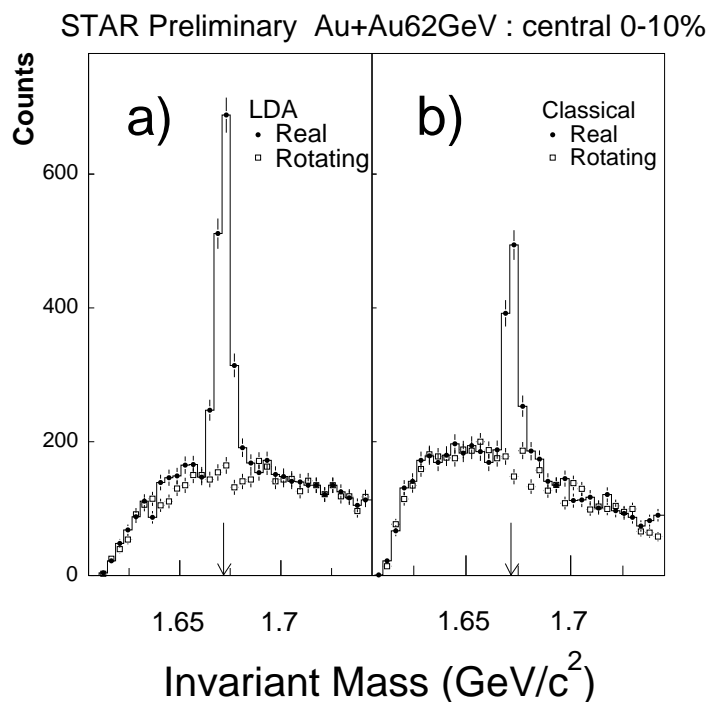 STAR Preliminary Au+Au62GeV : central 0-10%
Counts
a)
LDA
Real
Rotating
b)
Classical
Real
Rotating
600
400
200
0
1.65
1.7
1.65
1.7
Invariant Mass (GeV/c²)